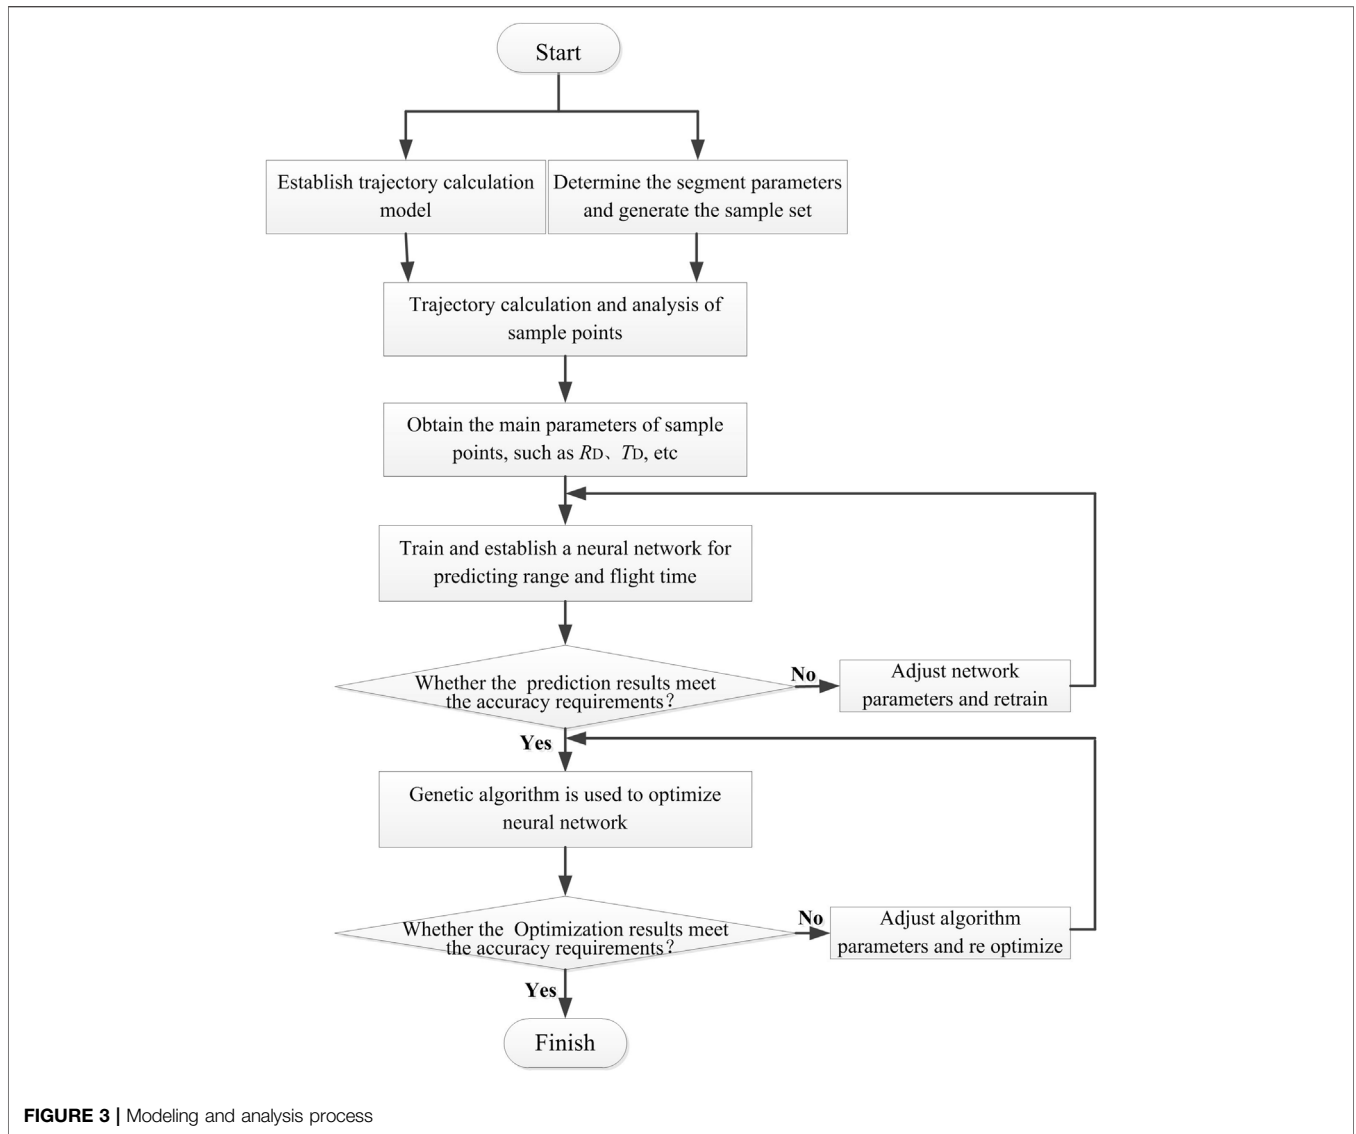 Start
Establish trajectory calculation
model
Determine the segment parameters
and generate the sample set
Trajectory calculation and analysis of
sample points
Obtain the main parameters of sample
points, such as RD、TD, etc
Train and establish a neural network for
predicting range and flight time
Whether the prediction results meet
the accuracy requirements?
No
Adjust network
parameters and retrain
Yes
Genetic algorithm is used to optimize
neural network
Whether the Optimization results meet
the accuracy requirements?
No
Adjust algorithm
parameters and re optimize
Yes
Finish
FIGURE 3 | Modeling and analysis process